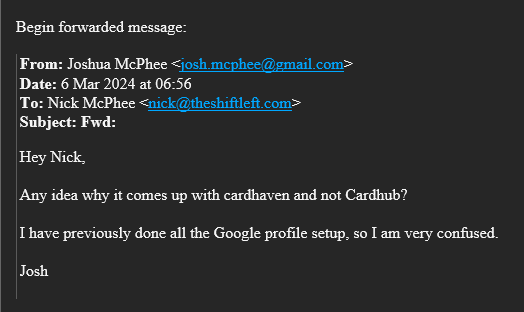 Begin forwarded message:
From: Joshua McPhee <josh.mcphee@gmail.com>
Date: 6 Mar 2024 at 06:56
To: Nick McPhee <nick@theshiftleft.com>
Subject: Fwd:
Hey Nick,
Any idea why it comes up with cardhaven and not Cardhub?
I have previously done all the Google profile setup, so I am very confused.
Josh